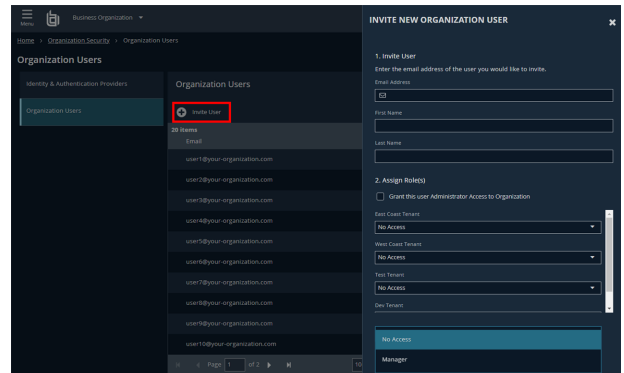 Menu
Business Organization
Home > Organization Security > Organization Users
Organization Users
Identity & Authentication Providers
Organization Users
Organization Users
Invite User
20 items
Email
user1@your-organization.com
user2@your-organization.com
user3@your-organization.com
user4@your-organization.com
user5@your-organization.com
user6@your-organization.com
user7@your-organization.com
user8@your-organization.com
user9@your-organization.com
user10@your-organization.com
Page 1 of 2
10
INVITE NEW ORGANIZATION USER
1. Invite User
Enter the email address of the user you would like to invite.
Email Address
First Name
Last Name
2. Assign Role(s)
Grant this user Administrator Access to Organization
East Coast Tenant
No Access
West Coast Tenant
No Access
Test Tenant
No Access
Dev Tenant
No Access
Manager